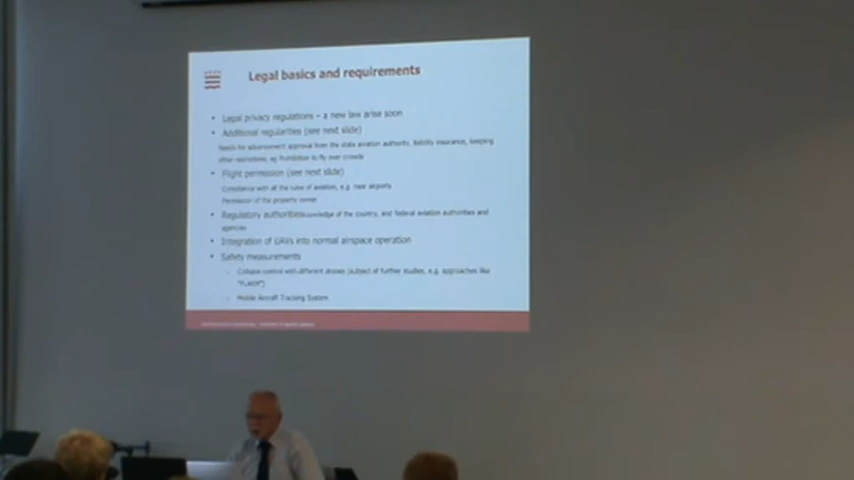 Legal basics and requirements
• Legal privacy regulations – a new law arise soon
• Additional regularities (see next slide)
Needs for advancement approval from the state aviation authority, liability insurance, keeping
other restrictions, eg Prohibition to fly over crowds
• Flight permission (see next slide)
Compliance with all the rules of aviation, e.g. near airports
Permission of the property owner
• Regulatory authorities knowledge of the country, and federal aviation authorities and
agencies
• Integration of UAVs into normal airspace operation
• Safety measurements
Collision control with different drones (subject of further studies, e.g. approaches like
"FLARM")
Mobile Aircraft Tracking System